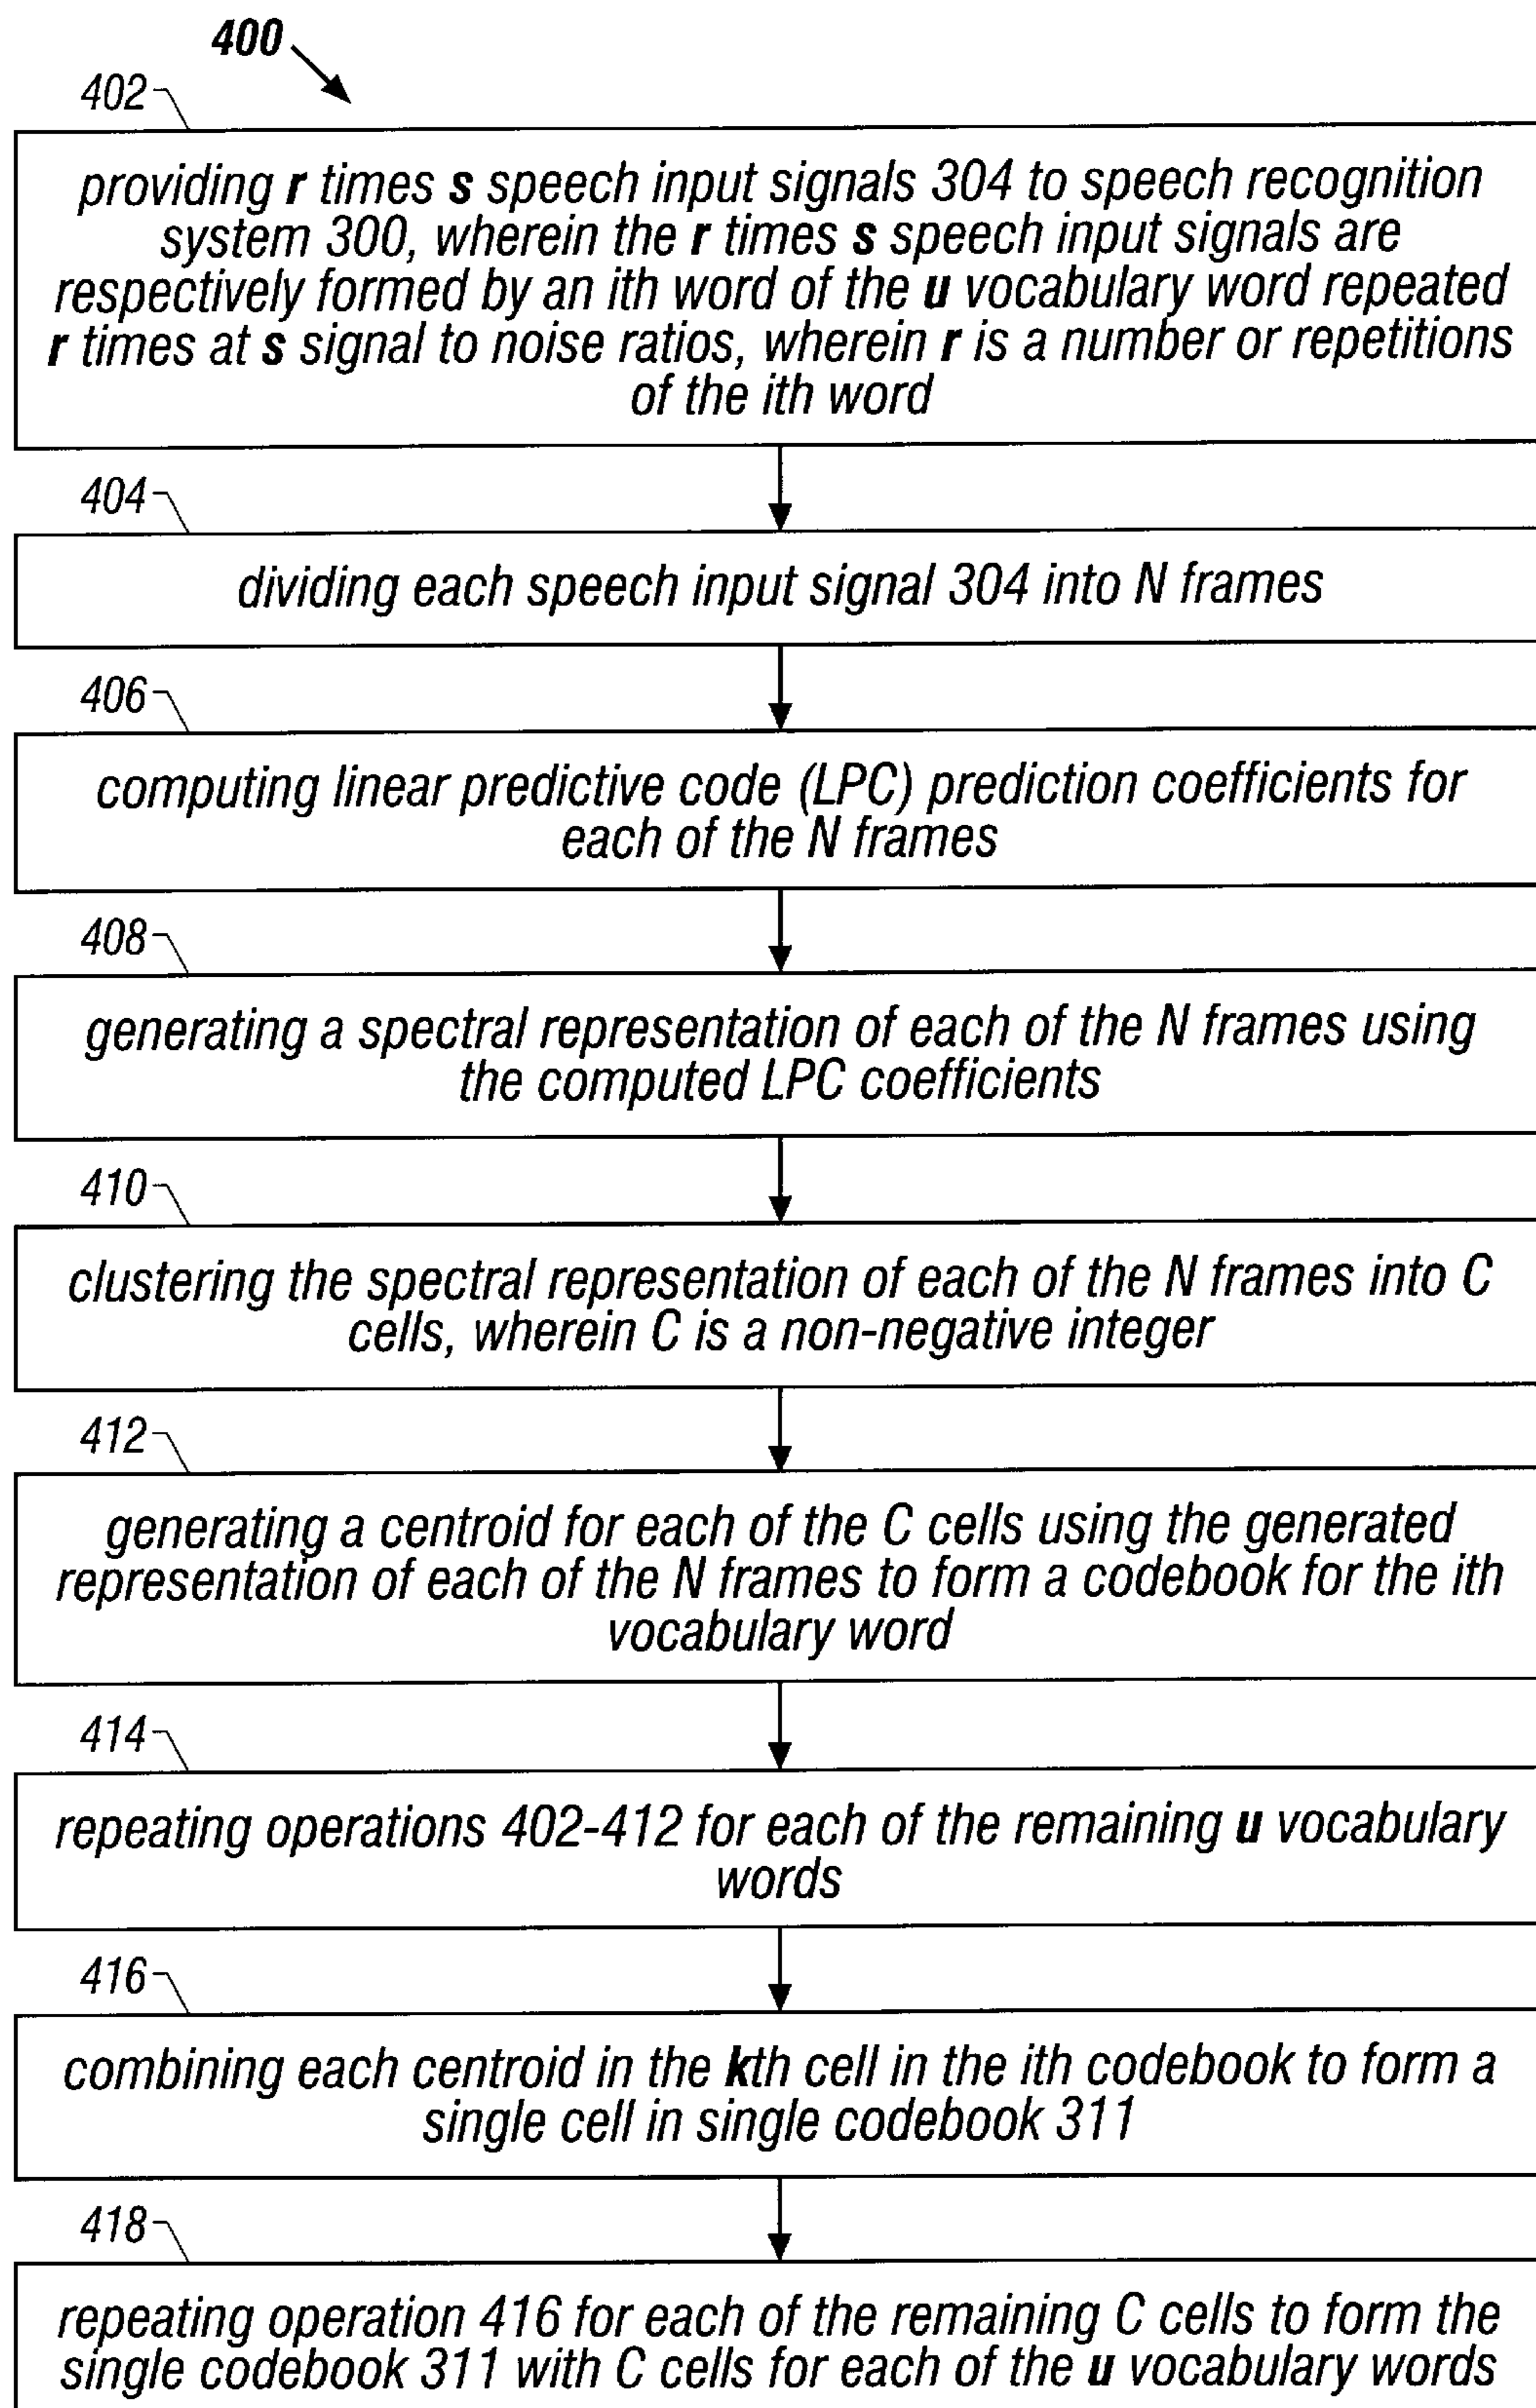 400
402
providing r times s speech input signals 304 to speech recognition
system 300, wherein the r times s speech input signals are
respectively formed by an ith word of the u vocabulary word repeated
r times at s signal to noise ratios, wherein r is a number or repetitions
of the ith word
404
dividing each speech input signal 304 into N frames
406
computing linear predictive code (LPC) prediction coefficients for
each of the N frames
408
generating a spectral representation of each of the N frames using
the computed LPC coefficients
410
clustering the spectral representation of each of the N frames into C
cells, wherein C is a non-negative integer
412
generating a centroid for each of the C cells using the generated
representation of each of the N frames to form a codebook for the ith
vocabulary word
414
repeating operations 402-412 for each of the remaining u vocabulary
words
416
combining each centroid in the kth cell in the ith codebook to form a
single cell in single codebook 311
418
repeating operation 416 for each of the remaining C cells to form the
single codebook 311 with C cells for each of the u vocabulary words